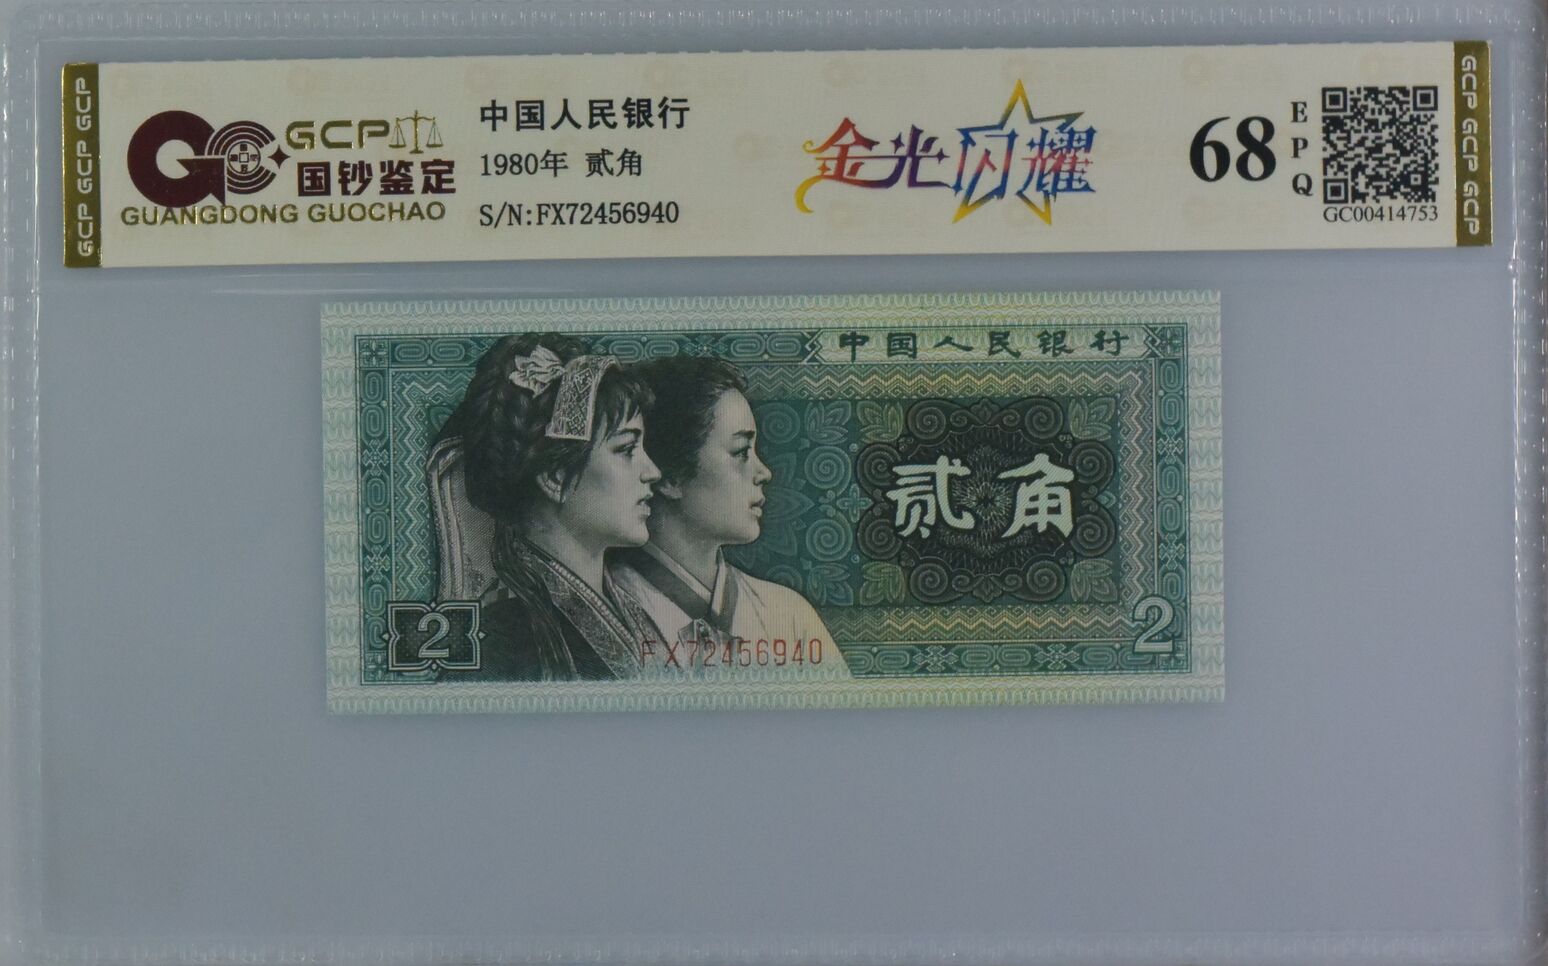 GCP GCP GCP
GCP
国钞鉴定
GUANGDONG GUOCHAO
中国人民银行
1980年 贰角
S/N:FX72456940
金光闪耀
68
EPQ
GC00414753
GCP GCP GCP
中国人民银行
贰角
2
FX72456940
2